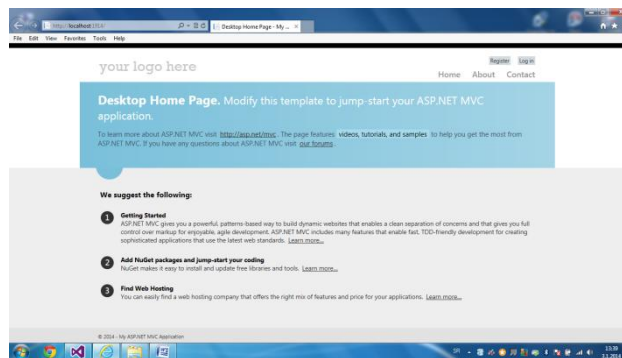 http://localhost
Desktop Home Page - My ...
File Edit View Favorites Tools Help
Register Log in
your logo here
Home About Contact
Desktop Home Page. Modify this template to jump-start your ASP.NET MVC
application.
To learn more about ASP.NET MVC visit http://asp.net/mvc. The page features videos, tutorials, and samples to help you get the most from
ASP.NET MVC. If you have any questions about ASP.NET MVC visit our forums.
We suggest the following:
1 Getting Started
ASP.NET MVC gives you a powerful, patterns-based way to build dynamic websites that enables a clean separation of concerns and that gives you full
control over markup for enjoyable, agile development. ASP.NET MVC includes many features that enable fast, TDD-friendly development for creating
sophisticated applications that use the latest web standards. Learn more...
2 Add NuGet packages and jump-start your coding
NuGet makes it easy to install and update free libraries and tools. Learn more...
3 Find Web Hosting
You can easily find a web hosting company that offers the right mix of features and price for your applications. Learn more...
© 2014 - My ASP.NET MVC Application
SR
13:39
3.1.2014